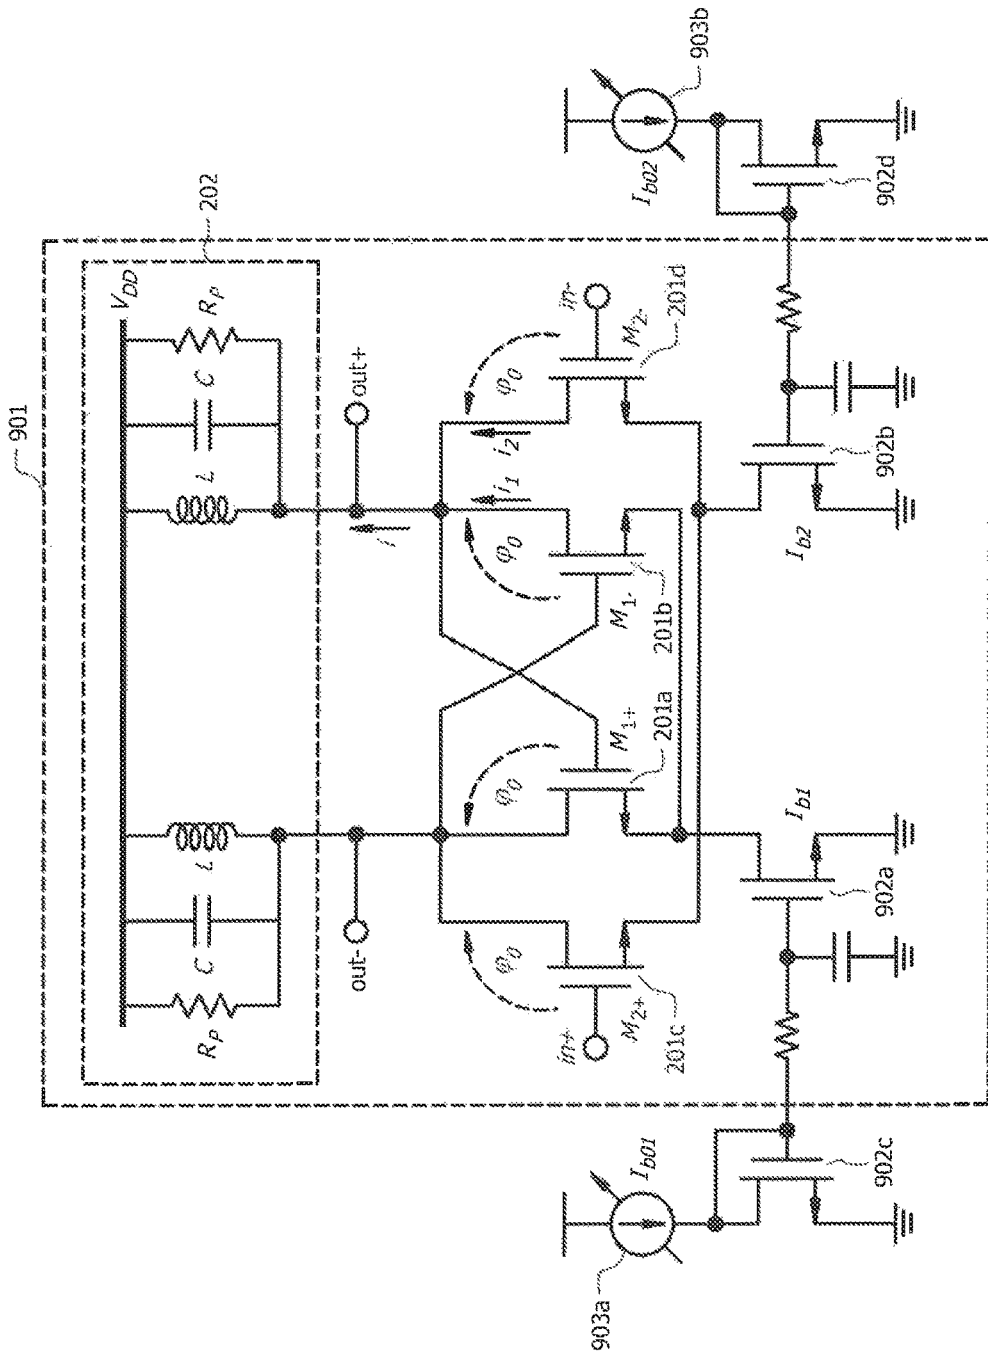 901
202
V_DD
R_P
C
L
L
C
R_P
out-
out+
i
i_1
i_2
φ_0
φ_0
φ_0
φ_0
in+
in-
M_2+
M_1+
M_1-
M_2-
201c
201a
201b
201d
903a
I_b01
I_b02
903b
I_b1
I_b2
902c
902a
902b
902d